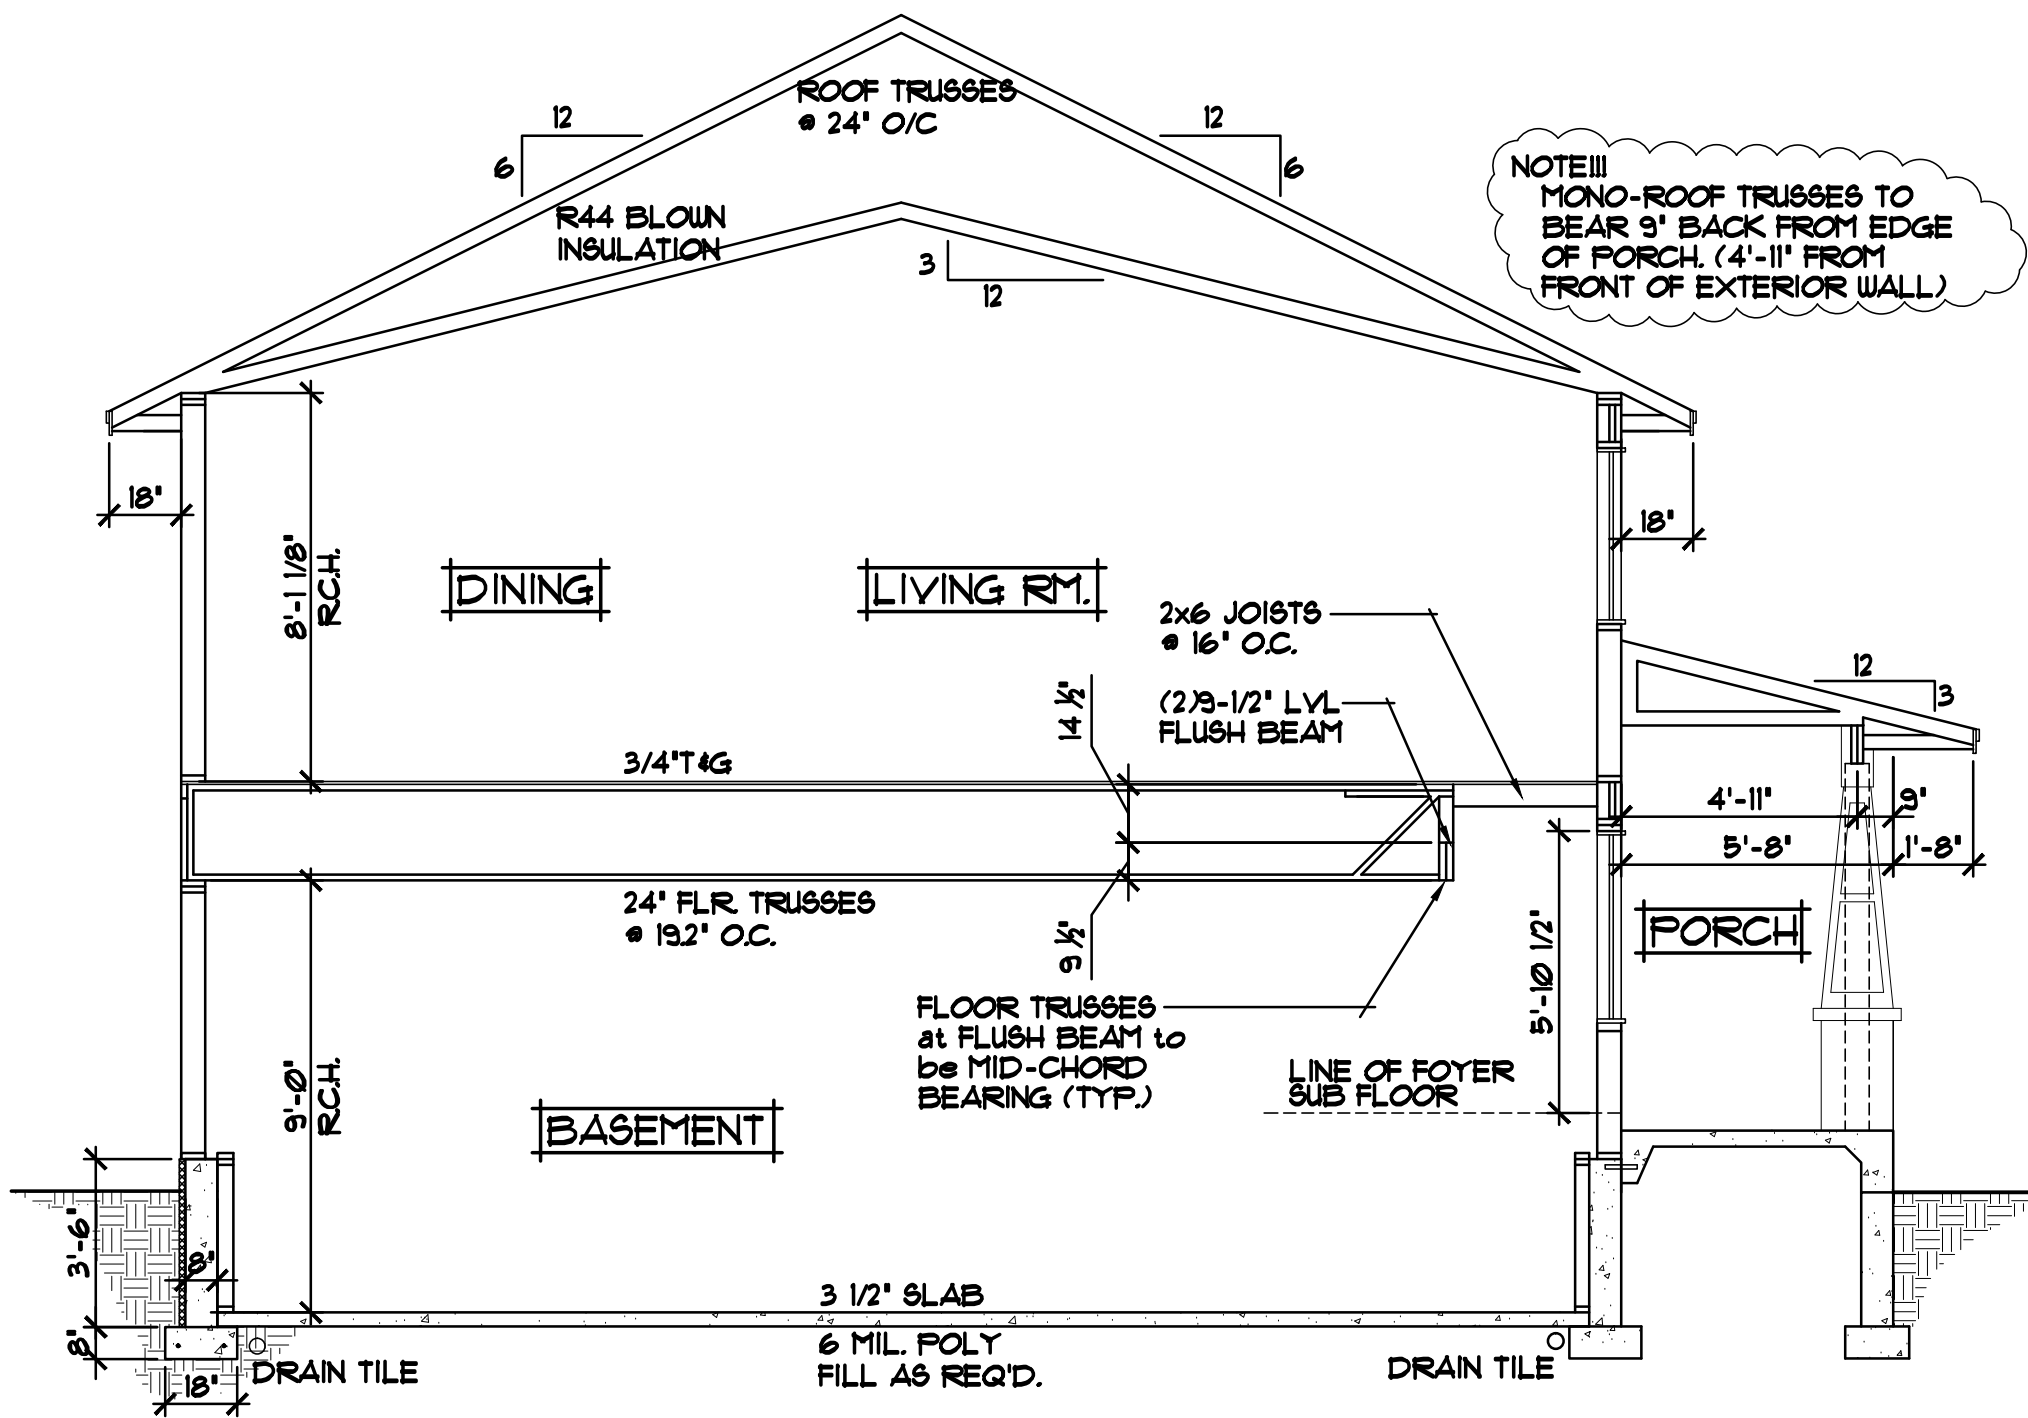 ROOF TRUSSES
@ 24" O/C
12
6
12
6
R44 BLOWN
INSULATION
3
12
NOTE!!!
MONO-ROOF TRUSSES TO
BEAR 9" BACK FROM EDGE
OF PORCH. (4'-11" FROM
FRONT OF EXTERIOR WALL)
18"
18"
8'-1 1/8"
R.C.H.
DINING
LIVING RM.
2x6 JOISTS
@ 16" O.C.
(2)9-1/2" LVL
FLUSH BEAM
14 ½"
12
3
3/4"T&G
4'-11"
9"
5'-8"
1'-8"
24" FLR. TRUSSES
@ 19.2" O.C.
9 ½"
PORCH
5'-10 1/2"
FLOOR TRUSSES
at FLUSH BEAM to
be MID-CHORD
BEARING (TYP.)
LINE OF FOYER
SUB FLOOR
9'-0"
R.C.H.
BASEMENT
3'-6"
8"
8"
18"
3 1/2" SLAB
6 MIL. POLY
FILL AS REQ'D.
DRAIN TILE
DRAIN TILE